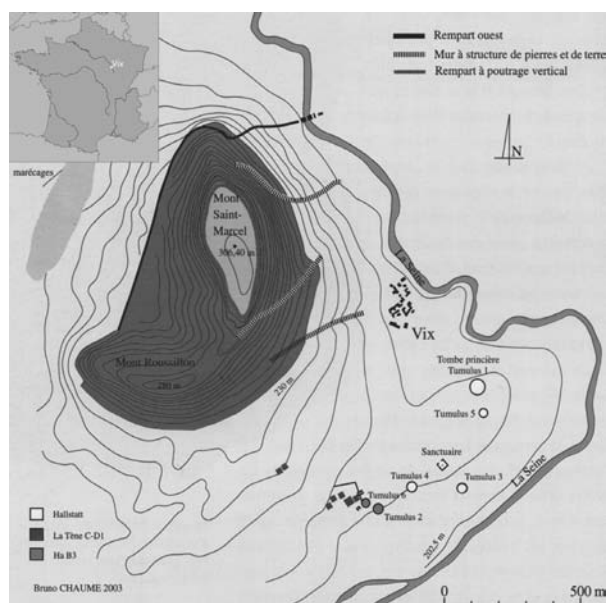 Vix
Rempart ouest
Mur à structure de pierres et de terres
Rempart à poutrage vertical
N
marécages
Mont
Saint-
Marcel
306,40 m
La Seine
Vix
Mont Roussillon
280 m
230 m
Tombe princière
Tumulus 1
Tumulus 5
Sanctuaire
Tumulus 4
Tumulus 3
La Seine
Tumulus 6
Tumulus 2
Hallstatt
La Tène C-D1
Ha B3
202,5 m
Bruno CHAUME 2003
0 500 m